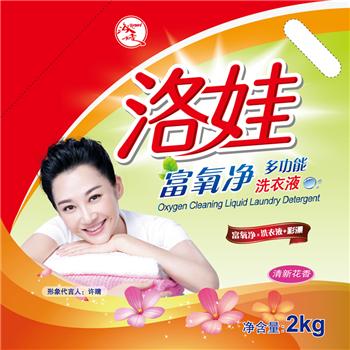 洛娃
洛娃
富氧净 多功能
洗衣液
Oxygen Cleaning Liquid Laundry Detergent
富氧净·洗衣液·彩渊
清新花香
形象代言人：许晴
净含量：2kg